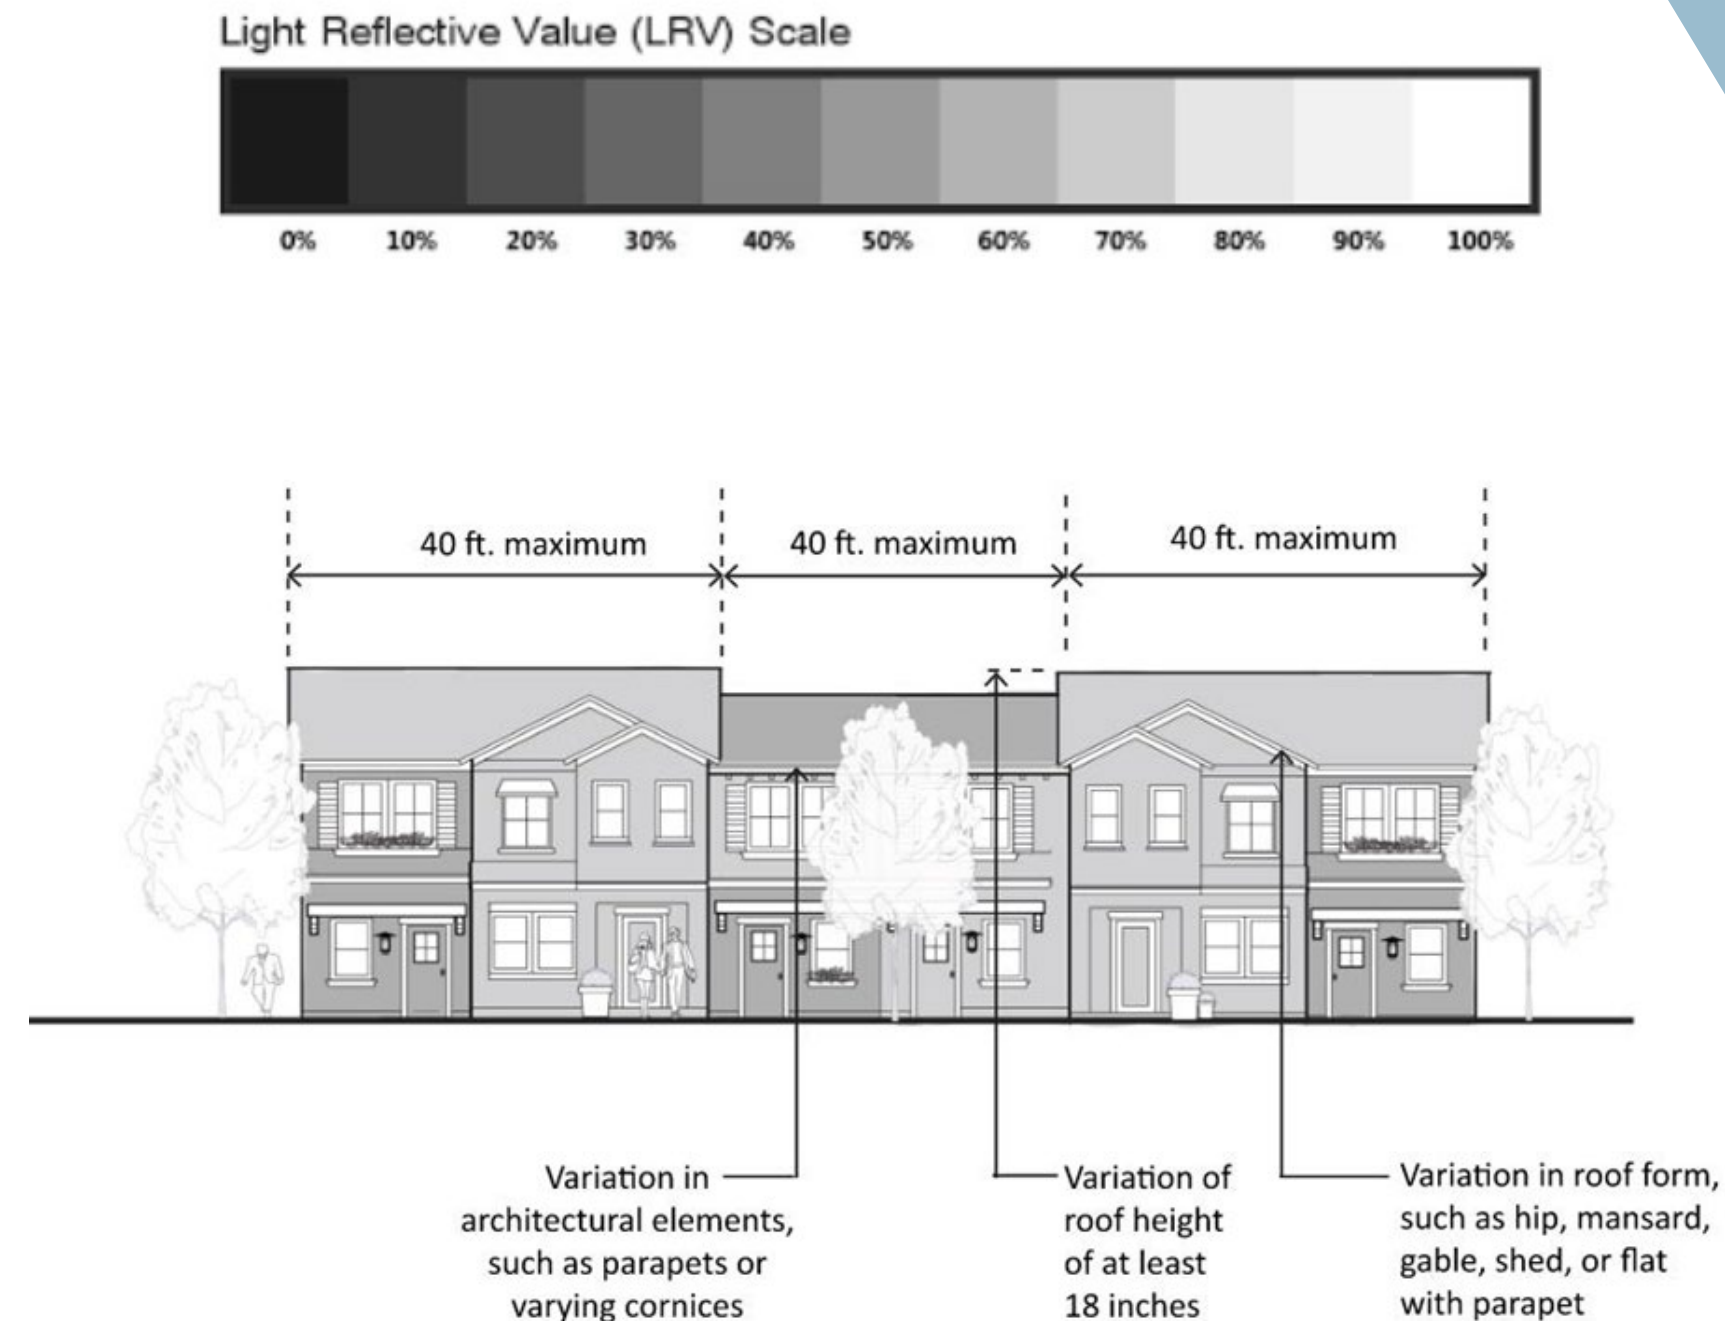 Light Reflective Value (LRV) Scale
0% 10% 20% 30% 40% 50% 60% 70% 80% 90% 100%
40 ft. maximum 40 ft. maximum 40 ft. maximum
Variation in
architectural elements,
such as parapets or
varying cornices
Variation of
roof height
of at least
18 inches
Variation in roof form,
such as hip, mansard,
gable, shed, or flat
with parapet